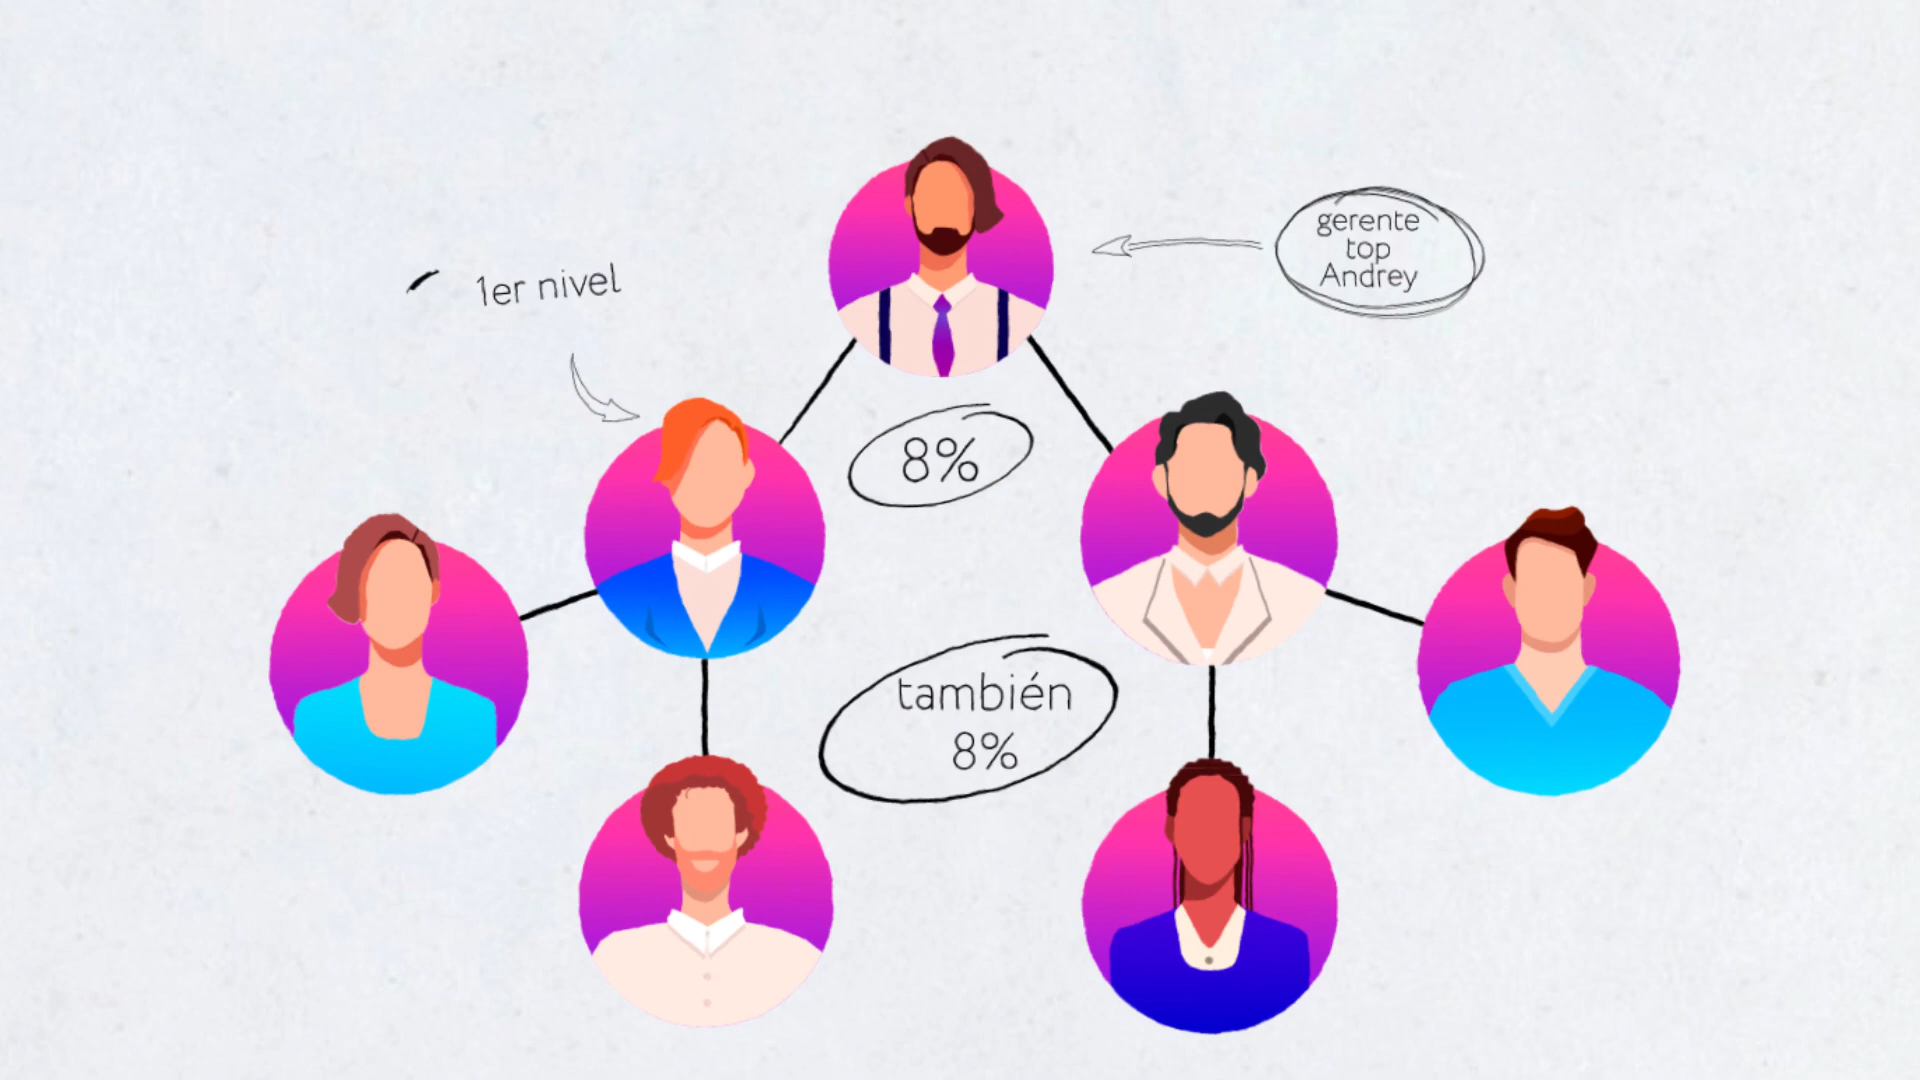 gerente
top
Andrey
1er nivel
8%
también
8%